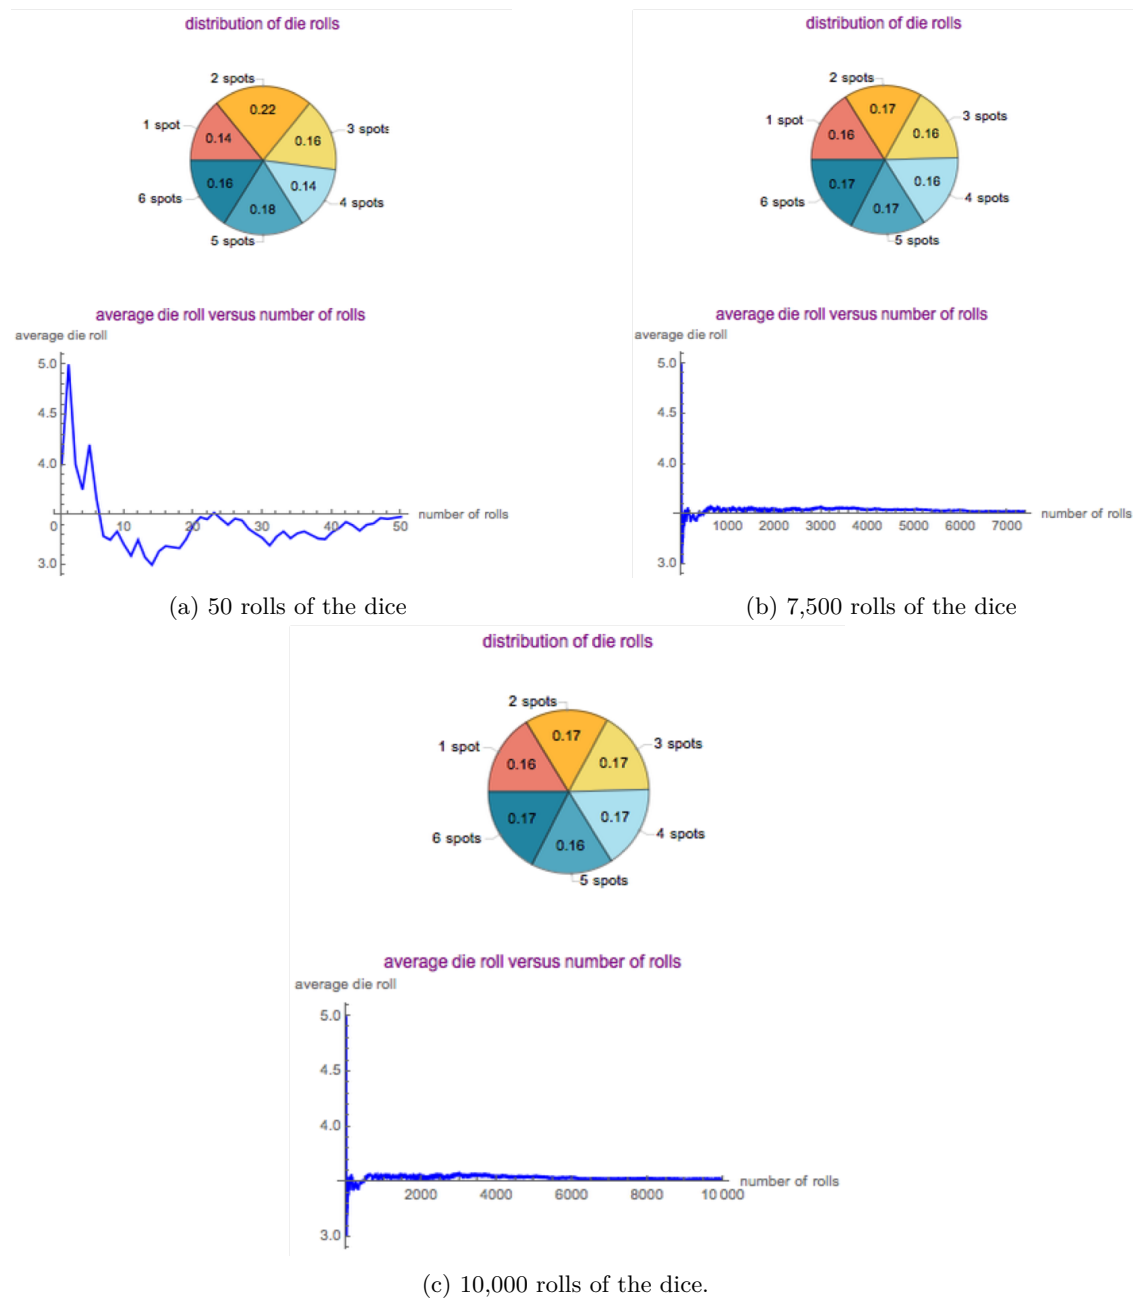 distribution of die rolls
2 spots
0.22
1 spot
0.14
0.16
3 spots
6 spots
0.16
0.14
4 spots
0.18
5 spots
average die roll versus number of rolls
average die roll
5.0
4.5
4.0
3.0
0 10 20 30 40 50
number of rolls
(a) 50 rolls of the dice
distribution of die rolls
2 spots
0.17
1 spot
0.16
0.16
3 spots
6 spots
0.17
0.16
4 spots
0.17
5 spots
average die roll versus number of rolls
average die roll
5.0
4.5
4.0
3.0
1000 2000 3000 4000 5000 6000 7000
number of rolls
(b) 7,500 rolls of the dice
distribution of die rolls
2 spots
0.17
1 spot
0.16
0.17
3 spots
6 spots
0.17
0.17
4 spots
0.16
5 spots
average die roll versus number of rolls
average die roll
5.0
4.5
4.0
3.0
2000 4000 6000 8000 10 000
number of rolls
(c) 10,000 rolls of the dice.